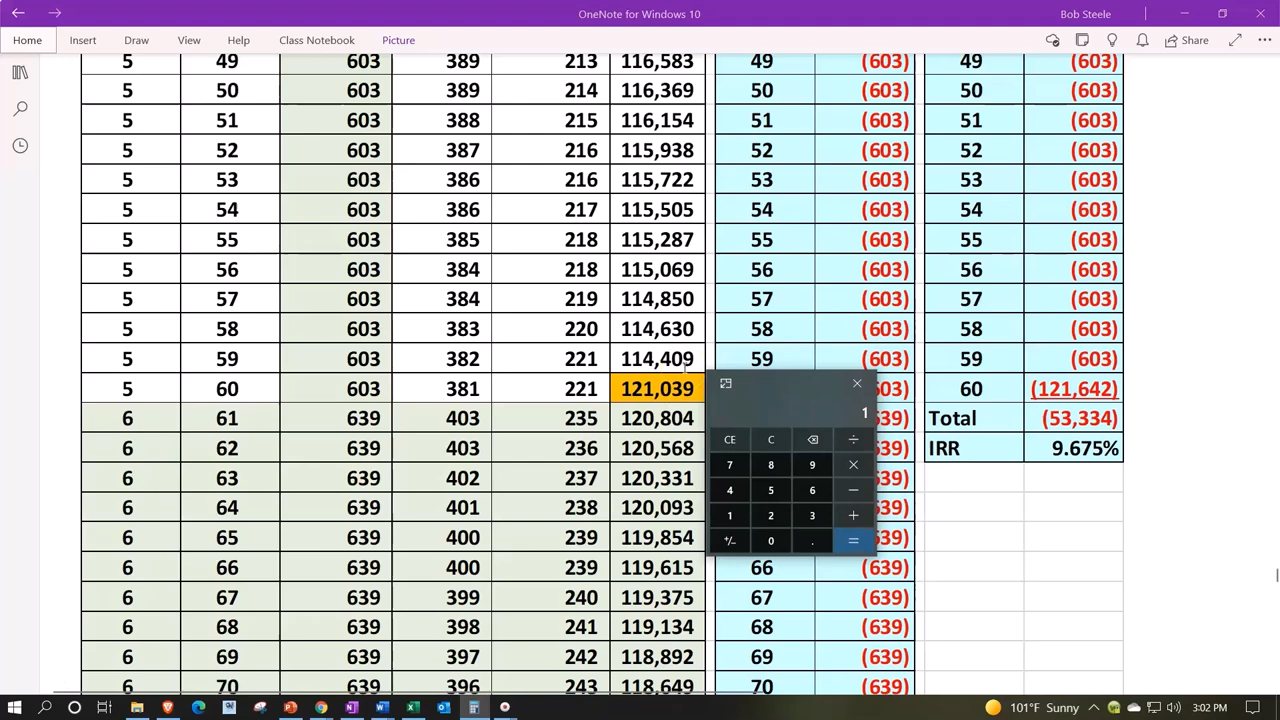 OneNote for Windows 10
Bob Steele
Home Insert Draw View Help Class Notebook Picture Share
5 49 603 389 213 116,583 49 (603) 49 (603)
5 50 603 389 214 116,369 50 (603) 50 (603)
5 51 603 388 215 116,154 51 (603) 51 (603)
5 52 603 387 216 115,938 52 (603) 52 (603)
5 53 603 386 216 115,722 53 (603) 53 (603)
5 54 603 386 217 115,505 54 (603) 54 (603)
5 55 603 385 218 115,287 55 (603) 55 (603)
5 56 603 384 218 115,069 56 (603) 56 (603)
5 57 603 384 219 114,850 57 (603) 57 (603)
5 58 603 383 220 114,630 58 (603) 58 (603)
5 59 603 382 221 114,409 59 (603) 59 (603)
5 60 603 381 221 121,039 03) 60 (121,642)
6 61 639 403 235 120,804 39) Total (53,334)
6 62 639 403 236 120,568 39) IRR 9.675%
6 63 639 402 237 120,331 39)
6 64 639 401 238 120,093 39)
6 65 639 400 239 119,854 39)
6 66 639 400 239 119,615 66 (639)
6 67 639 399 240 119,375 67 (639)
6 68 639 398 241 119,134 68 (639)
6 69 639 397 242 118,892 69 (639)
6 70 639 396 243 118,649 70 (639)
1
CE C ⌫ ÷
7 8 9 ×
4 5 6 −
1 2 3 +
+/− 0 . =
101°F Sunny 3:02 PM